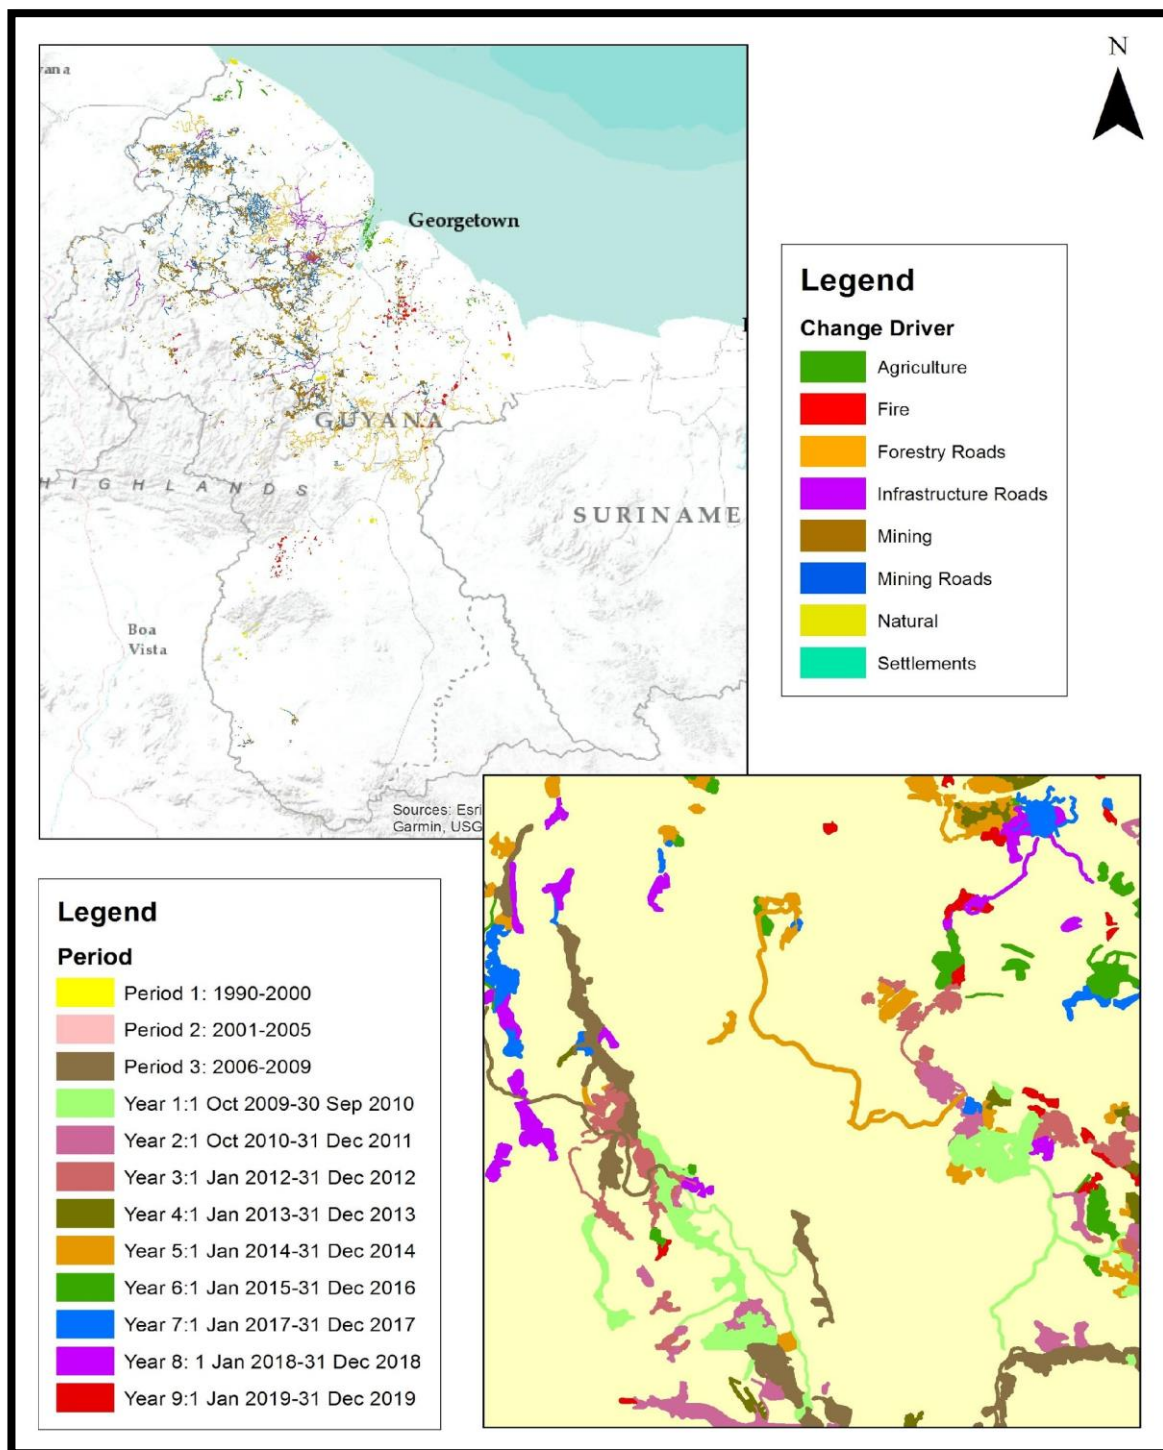 N
Georgetown
GUYANA
HIGHLANDS
SURINAME
Boa
Vista
Sources: Esri
Garmin, USG
Legend
Change Driver
Agriculture
Fire
Forestry Roads
Infrastructure Roads
Mining
Mining Roads
Natural
Settlements
Legend
Period
Period 1: 1990-2000
Period 2: 2001-2005
Period 3: 2006-2009
Year 1:1 Oct 2009-30 Sep 2010
Year 2:1 Oct 2010-31 Dec 2011
Year 3:1 Jan 2012-31 Dec 2012
Year 4:1 Jan 2013-31 Dec 2013
Year 5:1 Jan 2014-31 Dec 2014
Year 6:1 Jan 2015-31 Dec 2016
Year 7:1 Jan 2017-31 Dec 2017
Year 8: 1 Jan 2018-31 Dec 2018
Year 9:1 Jan 2019-31 Dec 2019